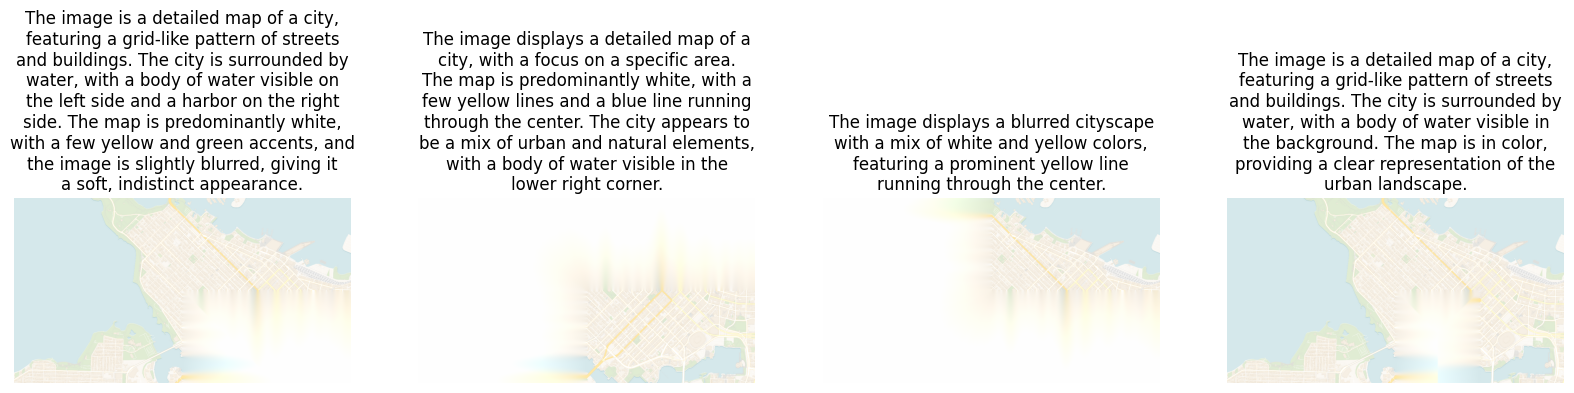 The image is a detailed map of a city,
featuring a grid-like pattern of streets
and buildings. The city is surrounded by
water, with a body of water visible on
the left side and a harbor on the right
side. The map is predominantly white,
with a few yellow and green accents, and
the image is slightly blurred, giving it
a soft, indistinct appearance.
The image displays a detailed map of a
city, with a focus on a specific area.
The map is predominantly white, with a
few yellow lines and a blue line running
through the center. The city appears to
be a mix of urban and natural elements,
with a body of water visible in the
lower right corner.
The image displays a blurred cityscape
with a mix of white and yellow colors,
featuring a prominent yellow line
running through the center.
The image is a detailed map of a city,
featuring a grid-like pattern of streets
and buildings. The city is surrounded by
water, with a body of water visible in
the background. The map is in color,
providing a clear representation of the
urban landscape.